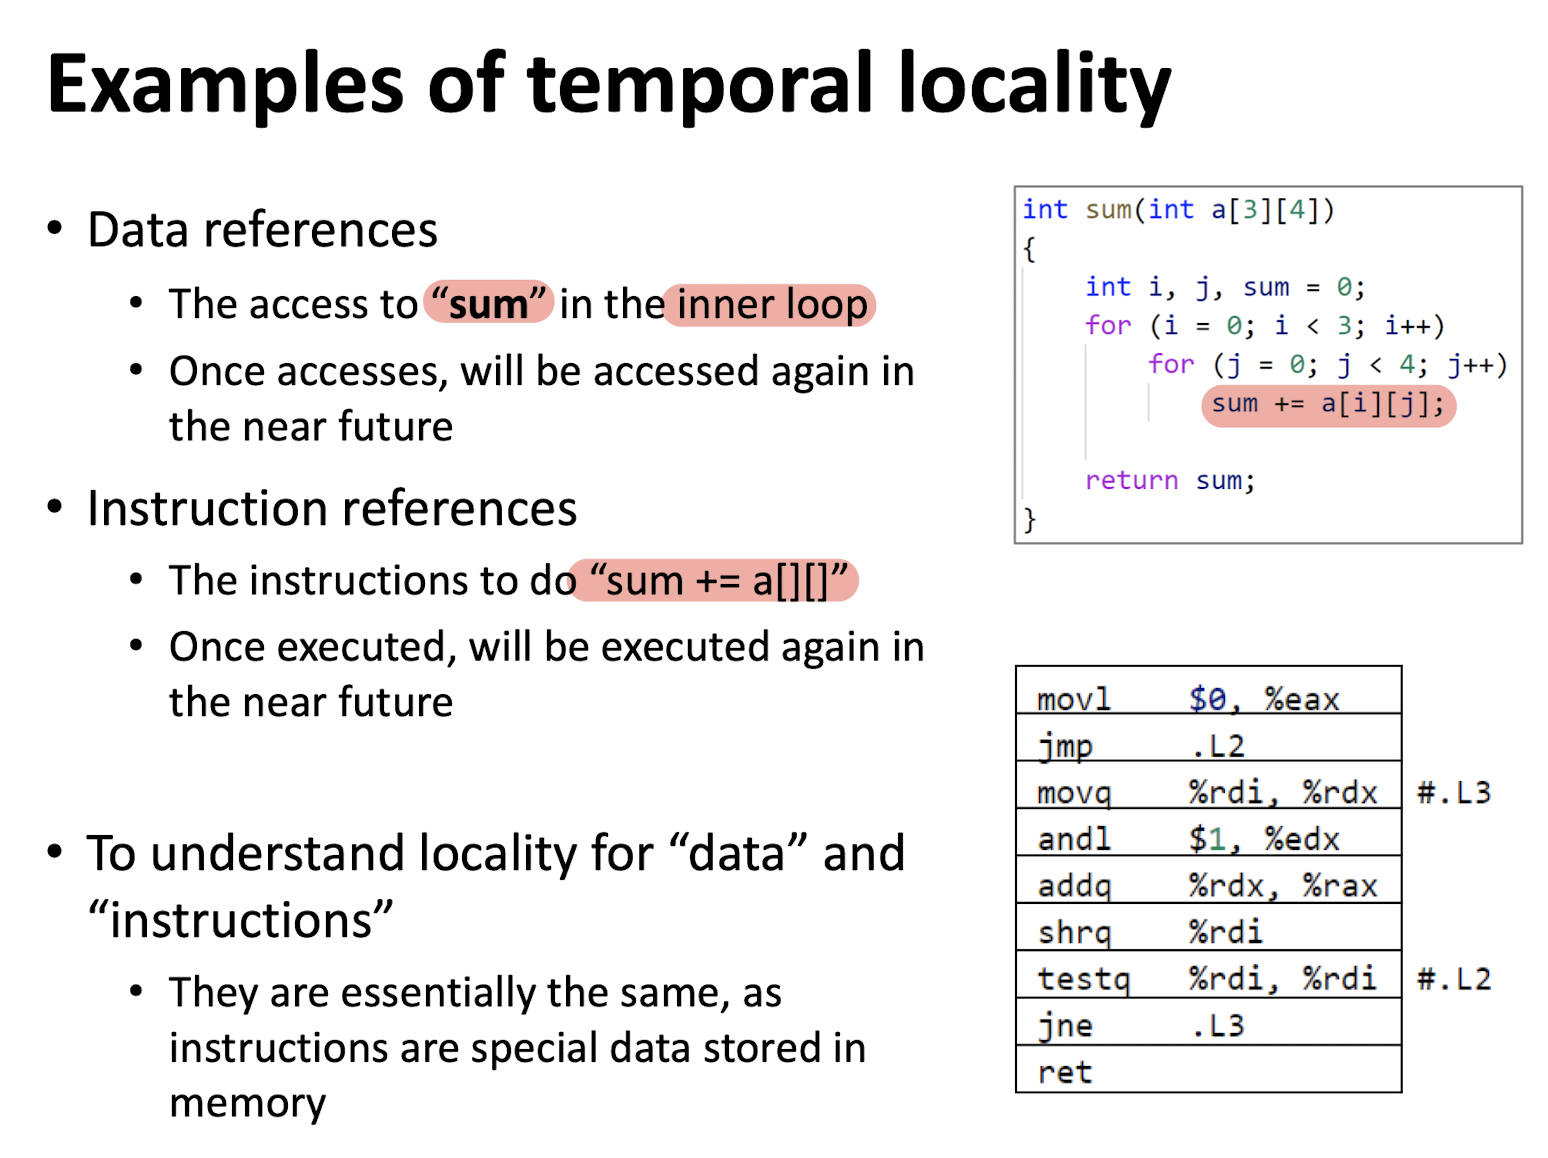 Examples of temporal locality
• Data references
• The access to “sum” in the inner loop
• Once accesses, will be accessed again in
the near future
• Instruction references
• The instructions to do “sum += a[][]”
• Once executed, will be executed again in
the near future
• To understand locality for “data” and
“instructions”
• They are essentially the same, as
instructions are special data stored in
memory
int sum(int a[3][4])
{
int i, j, sum = 0;
for (i = 0; i < 3; i++)
for (j = 0; j < 4; j++)
sum += a[i][j];
return sum;
}
movl $0, %eax
jmp .L2
movq %rdi, %rdx #.L3
andl $1, %edx
addq %rdx, %rax
shrq %rdi
testq %rdi, %rdi #.L2
jne .L3
ret